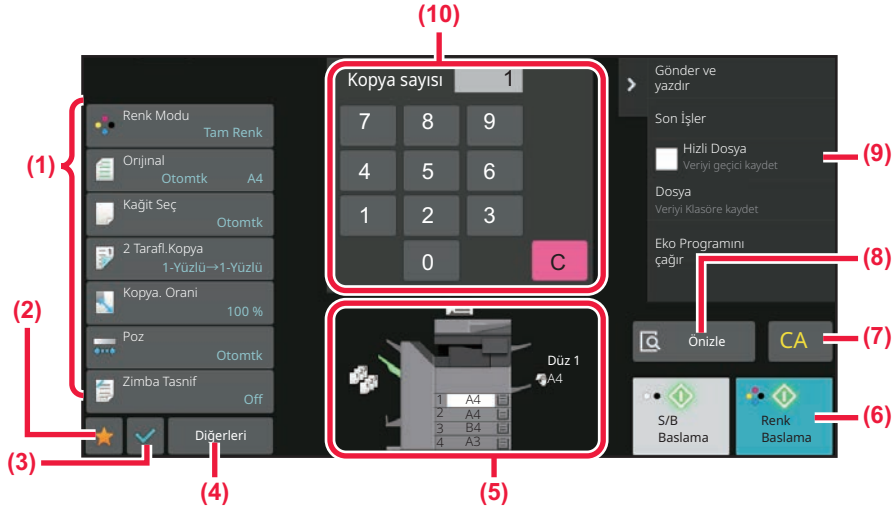 (10)
Kopya sayısı 1
7 8 9
4 5 6
1 2 3
0 C
(1)
Renk Modu
Tam Renk
Orıjınal
Otomtk A4
Kağit Seç
Otomtk
2 Tarafl.Kopya
1-Yüzlü→1-Yüzlü
Kopya. Orani
100 %
Poz
Otomtk
Zimba Tasnif
Off
(2)
(3)
Diğerleri
(4)
Düz 1
A4
1 A4
2 A4
3 B4
4 A3
(5)
Gönder ve
yazdır
Son İşler
Hizli Dosya
Veriyi geçici kaydet
(9)
Dosya
Veriyi Klasöre kaydet
Eko Programını
çağır
(8)
Önizle
CA
(7)
S/B
Baslama
Renk
Baslama
(6)